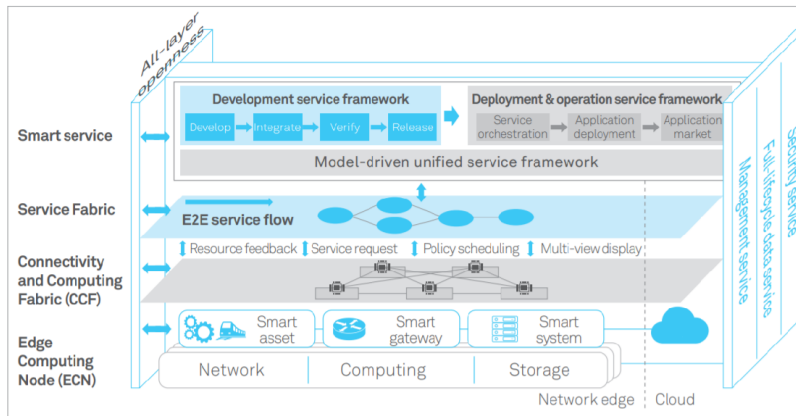 All-layer
openness
Development service framework
Develop
Integrate
Verify
Release
Deployment & operation service framework
Service
orchestration
Application
deployment
Application
market
Model-driven unified service framework
Smart service
Service Fabric
E2E service flow
Resource feedback
Service request
Policy scheduling
Multi-view display
Connectivity
and Computing
Fabric (CCF)
Edge
Computing
Node (ECN)
Smart
asset
Smart
gateway
Smart
system
Network
Computing
Storage
Network edge
Cloud
Management service
Full-lifecycle data service
Security service